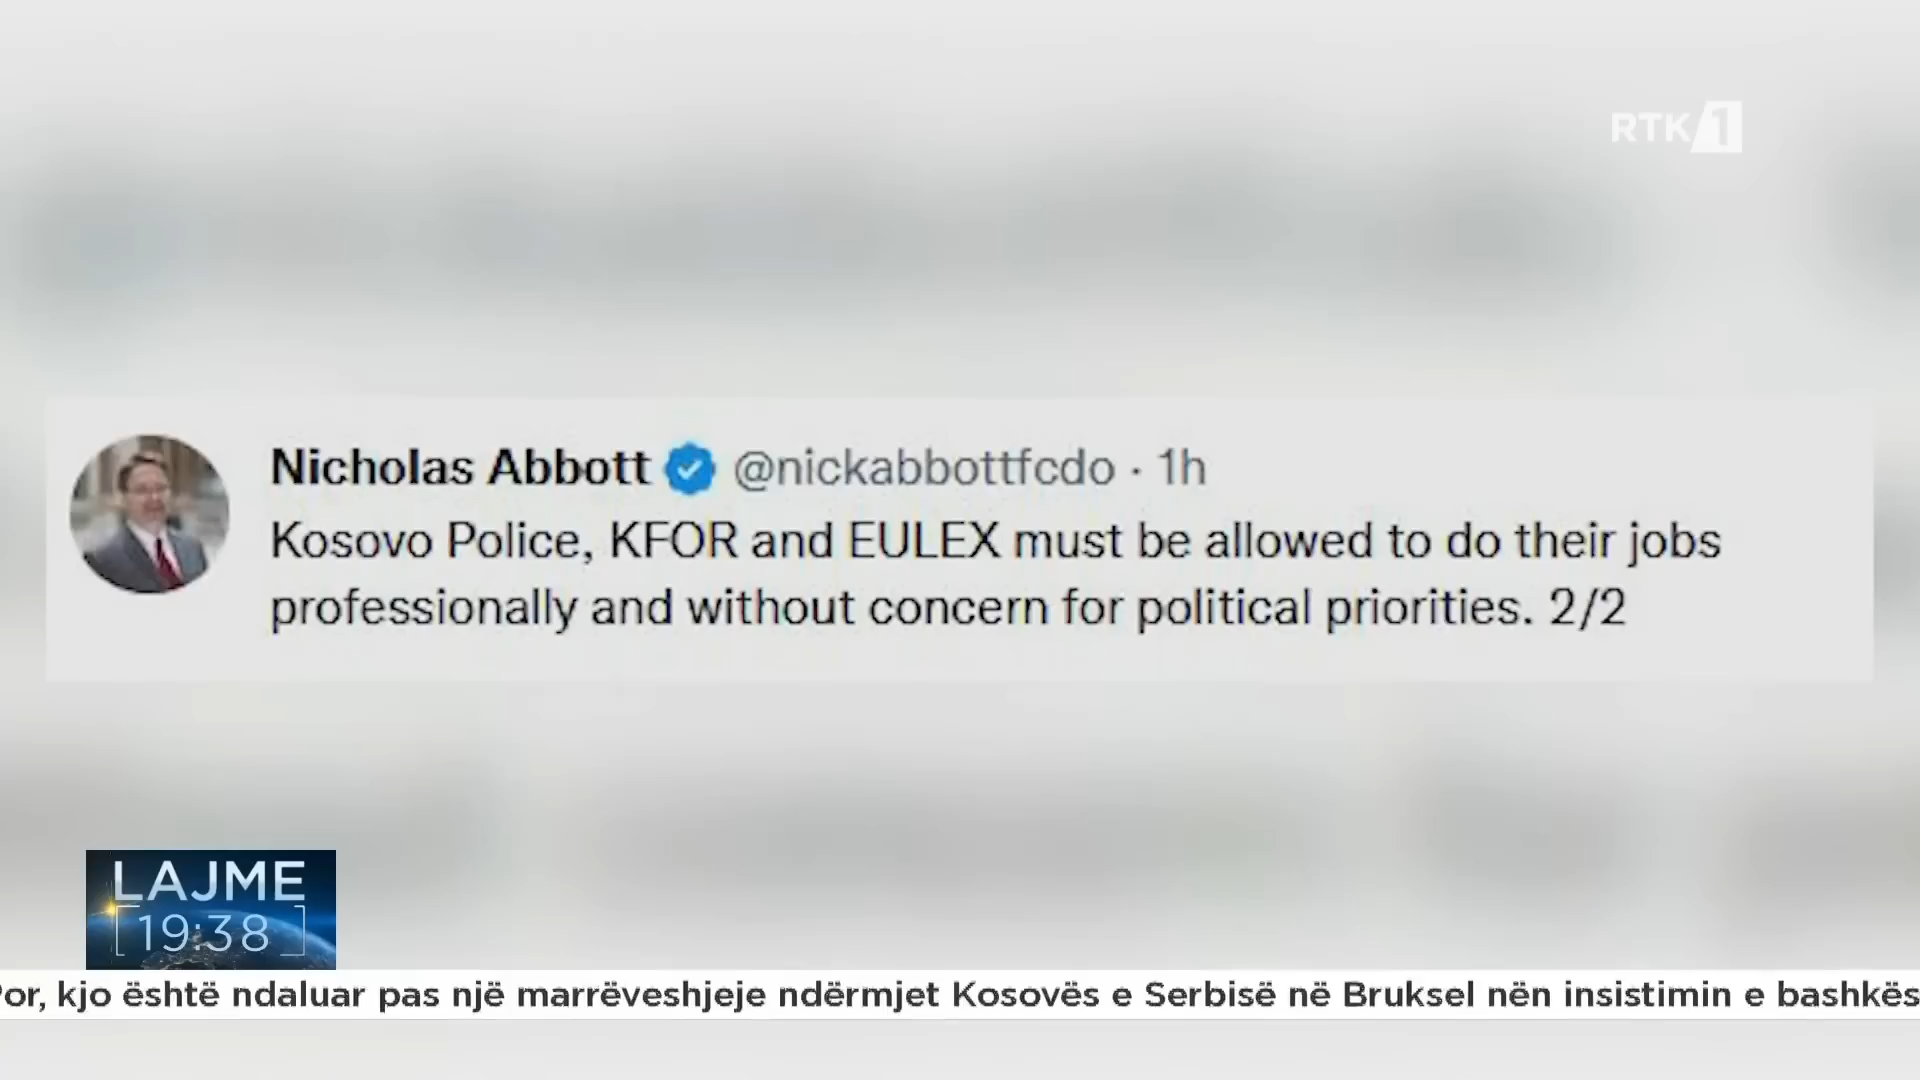 RTK 1
Nicholas Abbott @nickabbottfcdo · 1h
Kosovo Police, KFOR and EULEX must be allowed to do their jobs
professionally and without concern for political priorities. 2/2
LAJME
19:38
Por, kjo është ndaluar pas një marrëveshjeje ndërmjet Kosovës e Serbisë në Bruksel nën insistimin e bashkës